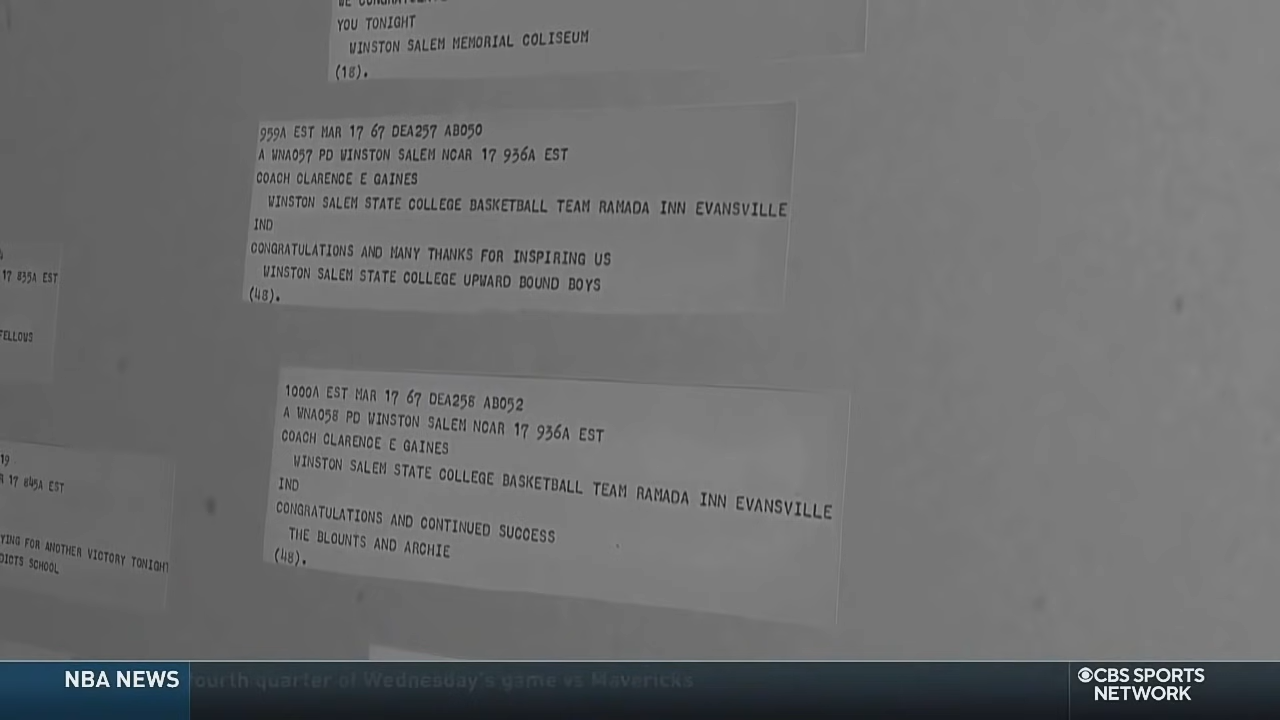 YOU TONIGHT
WINSTON SALEM MEMORIAL COLISEUM
(18).
959A EST MAR 17 67 DEA257 AB050
A WNA057 PD WINSTON SALEM NCAR 17 936A EST
COACH CLARENCE E GAINES
WINSTON SALEM STATE COLLEGE BASKETBALL TEAM RAMADA INN EVANSVILLE
IND
CONGRATULATIONS AND MANY THANKS FOR INSPIRING US
WINSTON SALEM STATE COLLEGE UPWARD BOUND BOYS
(48).
17 835A EST
FELLOWS
1000A EST MAR 17 67 DEA258 AB052
A WNA058 PD WINSTON SALEM NCAR 17 936A EST
COACH CLARENCE E GAINES
WINSTON SALEM STATE COLLEGE BASKETBALL TEAM RAMADA INN EVANSVILLE
IND
CONGRATULATIONS AND CONTINUED SUCCESS
THE BLOUNTS AND ARCHIE
(48).
19
R 17 845A EST
YING FOR ANOTHER VICTORY TONIGHT
DICTS SCHOOL
NBA NEWS
fourth quarter of Wednesday's game vs Mavericks
CBS SPORTS
NETWORK